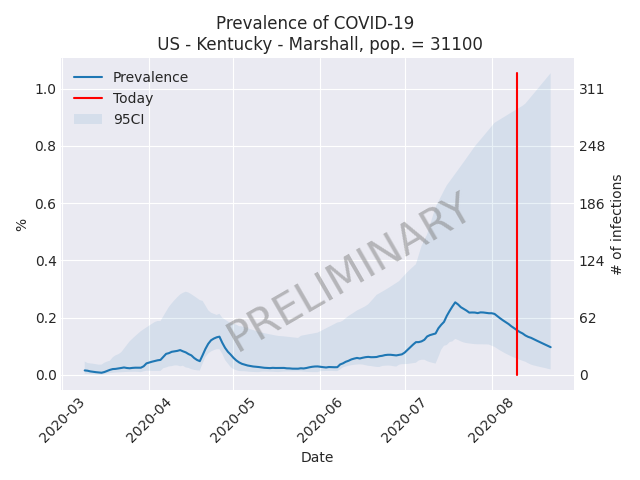 Prevalence of COVID-19
US - Kentucky - Marshall, pop. = 31100
Prevalence
Today
95CI
1.0
0.8
0.6
0.4
0.2
0.0
%
311
248
186
124
62
0
# of infections
PRELIMINARY
2020-03
2020-04
2020-05
2020-06
2020-07
2020-08
Date